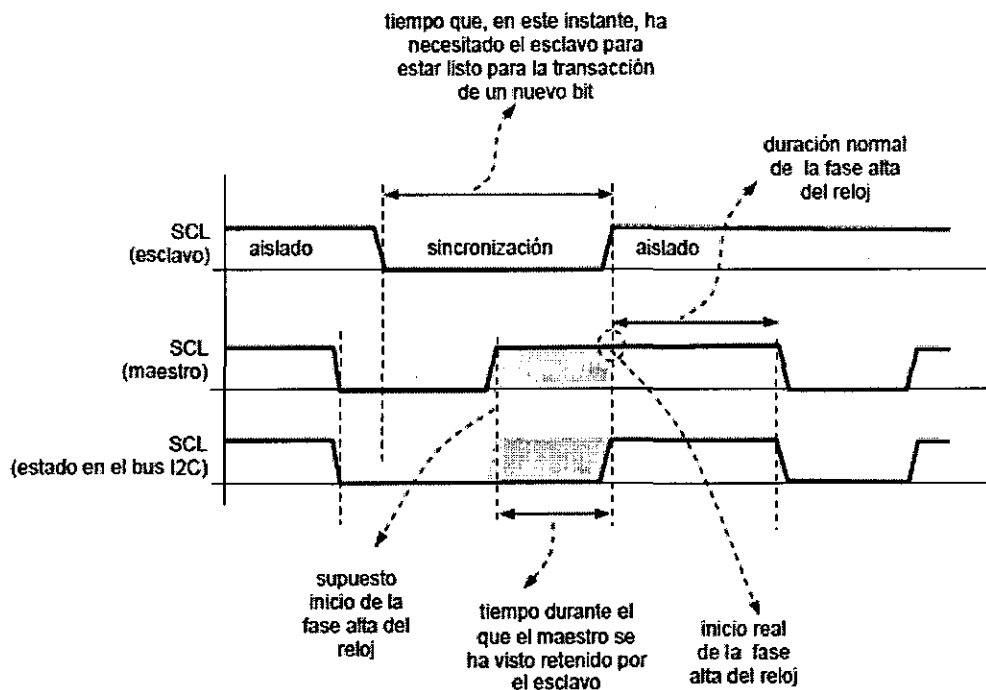 tiempo que, en este instante, ha
necesitado el esclavo para
estar listo para la transacción
de un nuevo bit
duración normal
de la fase alta
del reloj
SCL
(esclavo)
aislado
sincronización
aislado
SCL
(maestro)
SCL
(estado en el bus I2C)
supuesto
inicio de la
fase alta del
reloj
tiempo durante el
que el maestro se
ha visto retenido por
el esclavo
inicio real
de la fase
alta del reloj